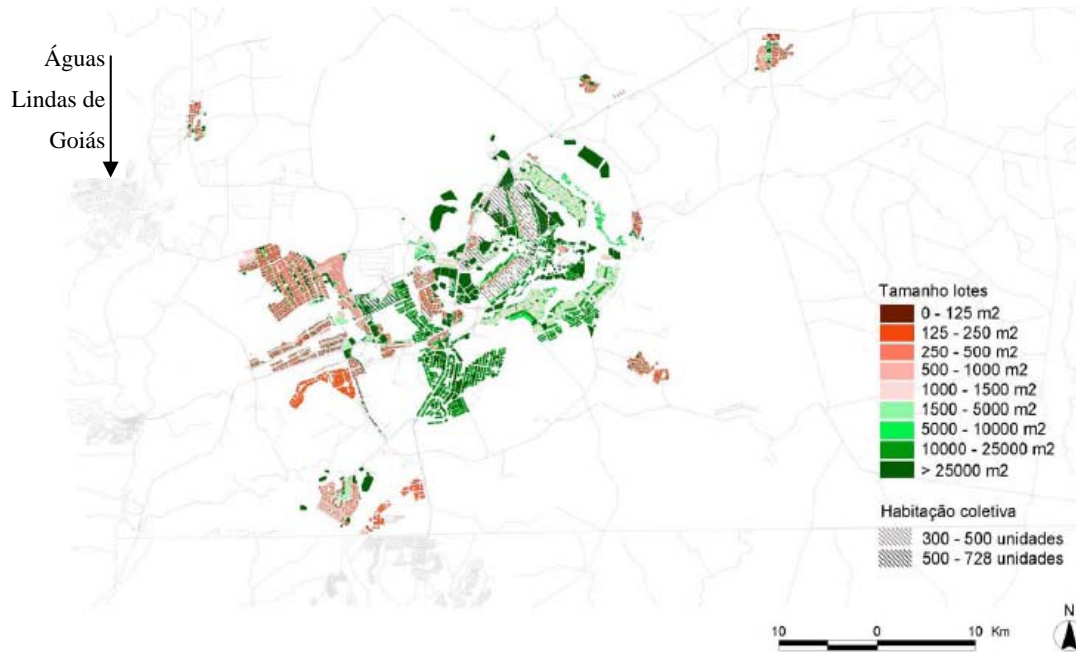 Águas
Lindas de
Goiás
Tamanho lotes
0 - 125 m2
125 - 250 m2
250 - 500 m2
500 - 1000 m2
1000 - 1500 m2
1500 - 5000 m2
5000 - 10000 m2
10000 - 25000 m2
> 25000 m2
Habitação coletiva
300 - 500 unidades
500 - 728 unidades
10 0 10 Km
N